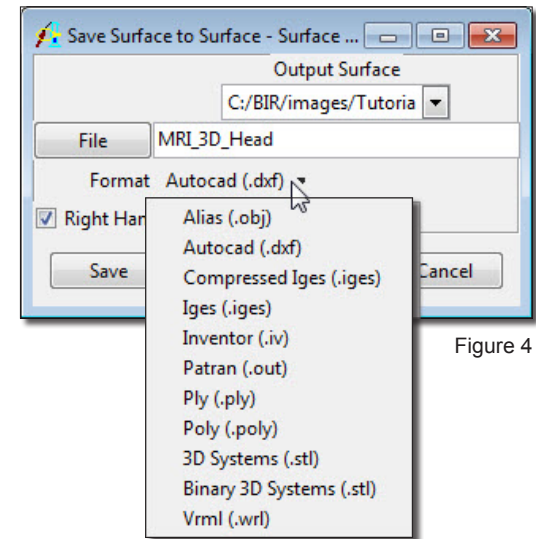 Save Surface to Surface - Surface ...
Output Surface
C:/BIR/images/Tutoria
File MRI_3D_Head
Format Autocad (.dxf)
Right Han
Save Cancel
Alias (.obj)
Autocad (.dxf)
Compressed Iges (.iges)
Iges (.iges)
Inventor (.iv)
Patran (.out)
Ply (.ply)
Poly (.poly)
3D Systems (.stl)
Binary 3D Systems (.stl)
Vrml (.wrl)
Figure 4